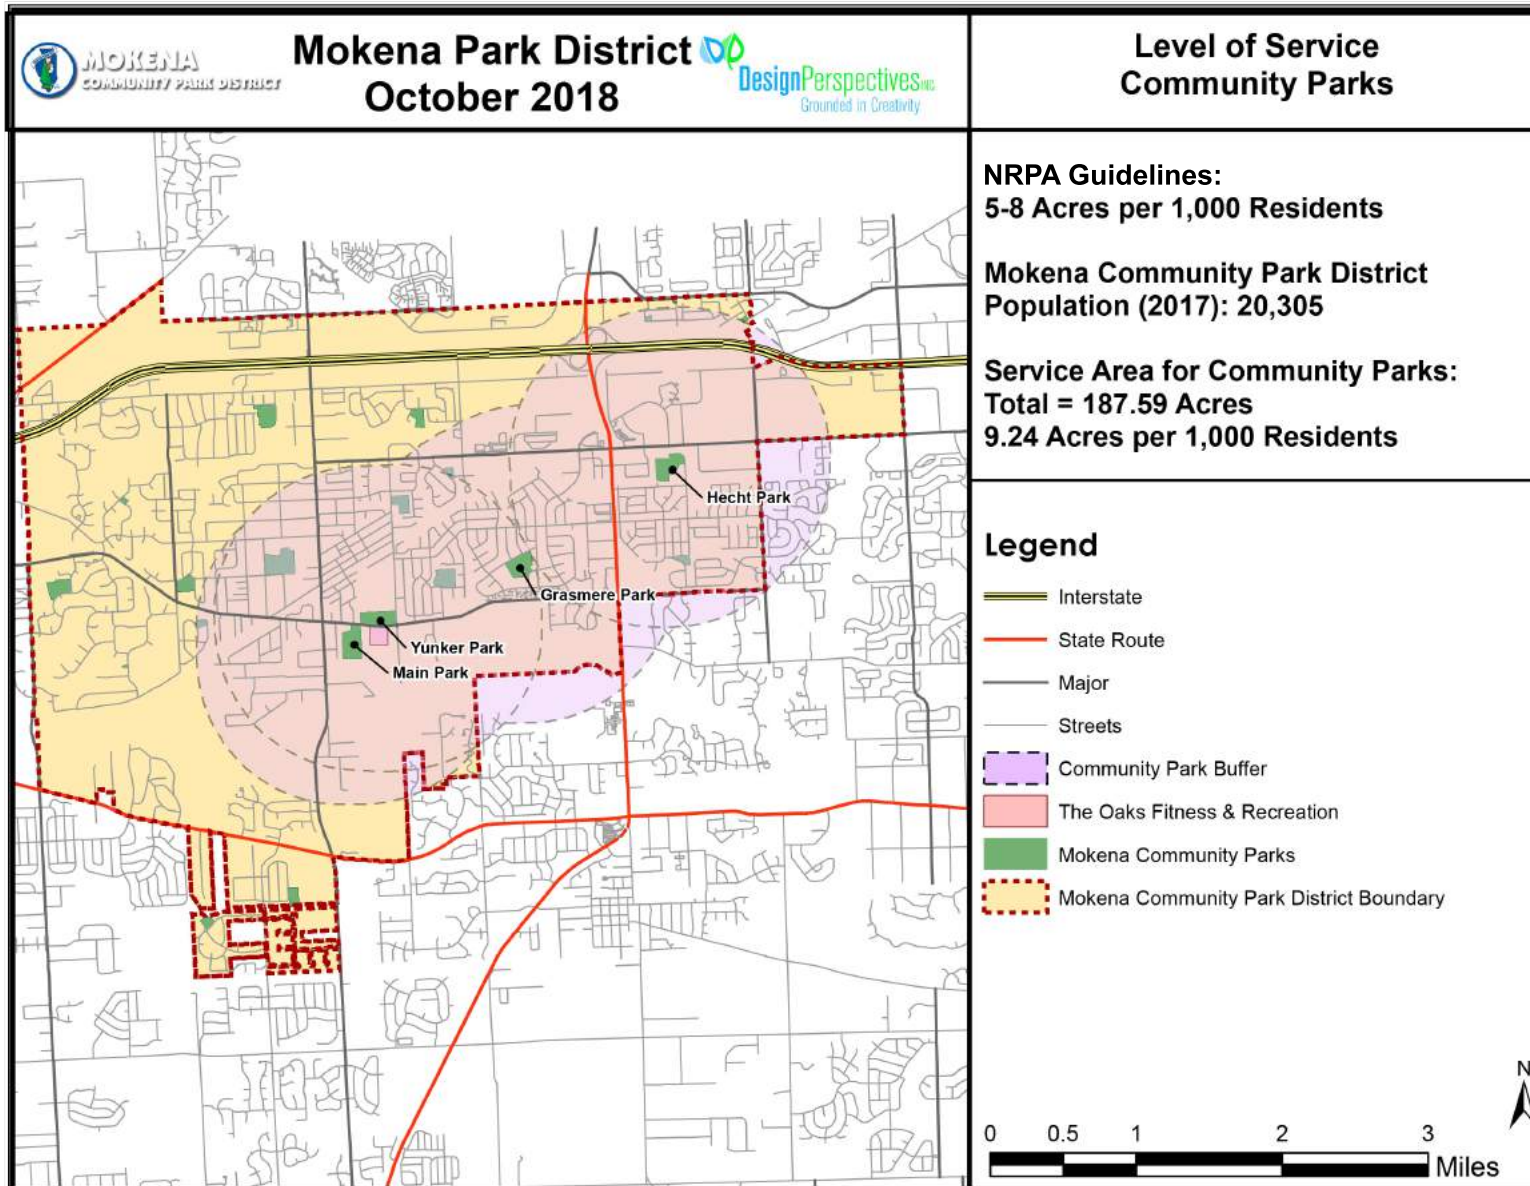 MOKENA
COMMUNITY PARK DISTRICT
Mokena Park District
October 2018
DesignPerspectives INC
Grounded in Creativity
Level of Service
Community Parks
NRPA Guidelines:
5-8 Acres per 1,000 Residents
Mokena Community Park District
Population (2017): 20,305
Service Area for Community Parks:
Total = 187.59 Acres
9.24 Acres per 1,000 Residents
Hecht Park
Grasmere Park
Yunker Park
Main Park
Legend
Interstate
State Route
Major
Streets
Community Park Buffer
The Oaks Fitness & Recreation
Mokena Community Parks
Mokena Community Park District Boundary
N
0 0.5 1 2 3
Miles